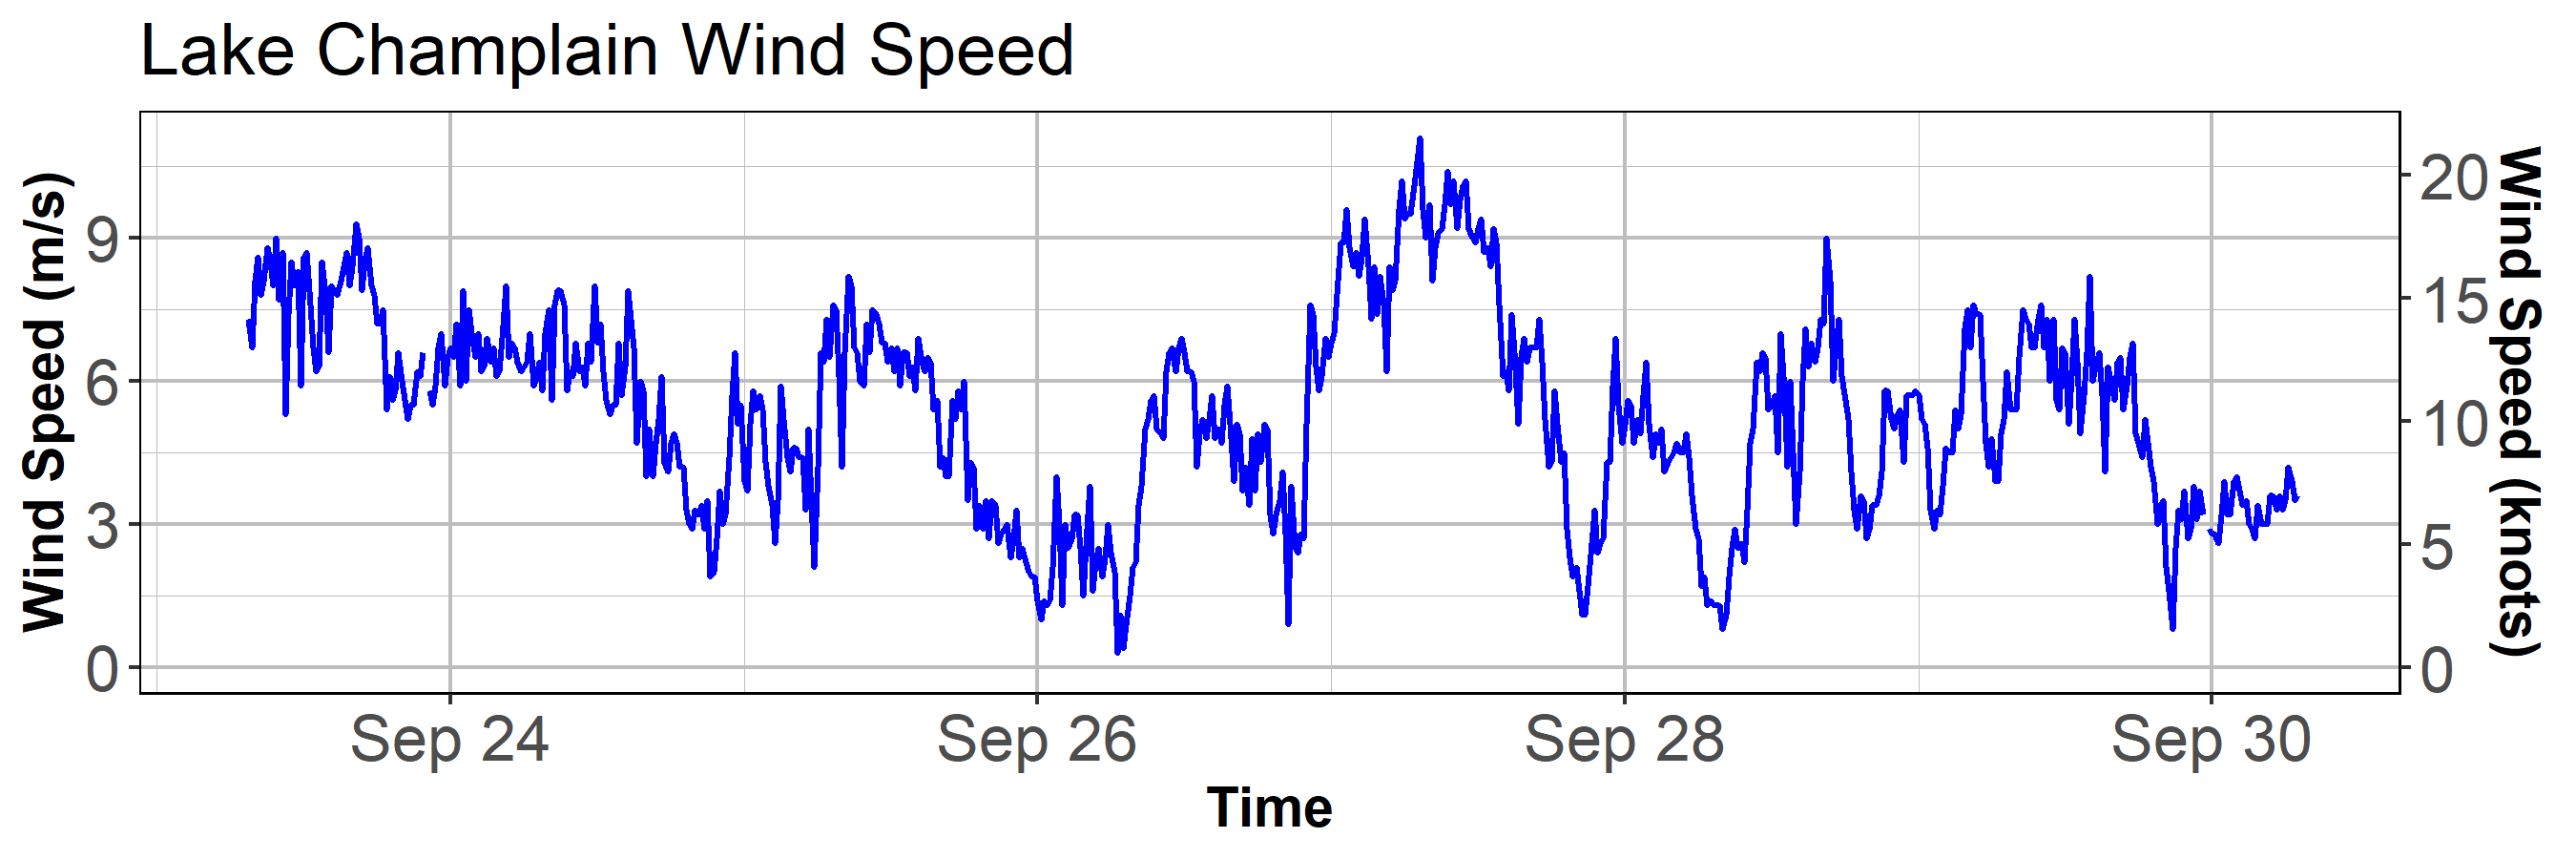 Lake Champlain Wind Speed
Wind Speed (m/s)
9
6
3
0
20
15
10
5
0
Wind Speed (knots)
Sep 24
Sep 26
Sep 28
Sep 30
Time